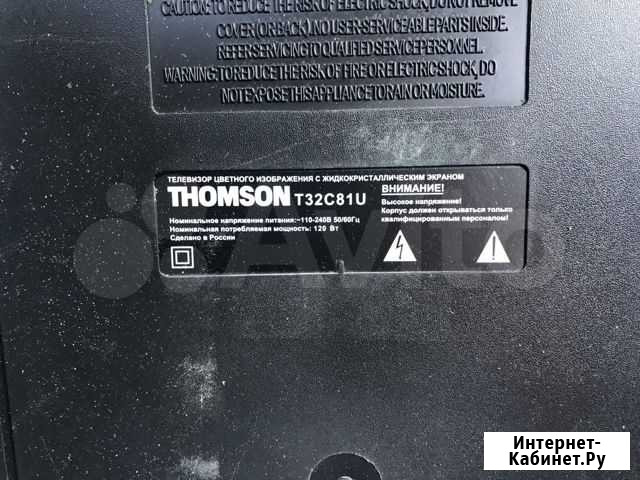 CAUTION: TO REDUCE THE RISK OF ELECTRIC SHOCK, DO NOT REMOVE
COVER (OR BACK). NO USER-SERVICEABLE PARTS INSIDE.
REFER SERVICING TO QUALIFIED SERVICE PERSONNEL.
WARNING: TO REDUCE THE RISK OF FIRE OR ELECTRIC SHOCK, DO
NOT EXPOSE THIS APPLIANCE TO RAIN OR MOISTURE.
ТЕЛЕВИЗОР ЦВЕТНОГО ИЗОБРАЖЕНИЯ С ЖИДКОКРИСТАЛЛИЧЕСКИМ ЭКРАНОМ
THOMSON T32C81U
Номинальное напряжение питания:~110-240В 50/60Гц
Номинальная потребляемая мощность: 120 Вт
Сделано в России
ВНИМАНИЕ!
Высокое напряжение!
Корпус должен открываться только
квалифицированным персоналом!
Avito
Интернет-
Кабинет.Ру